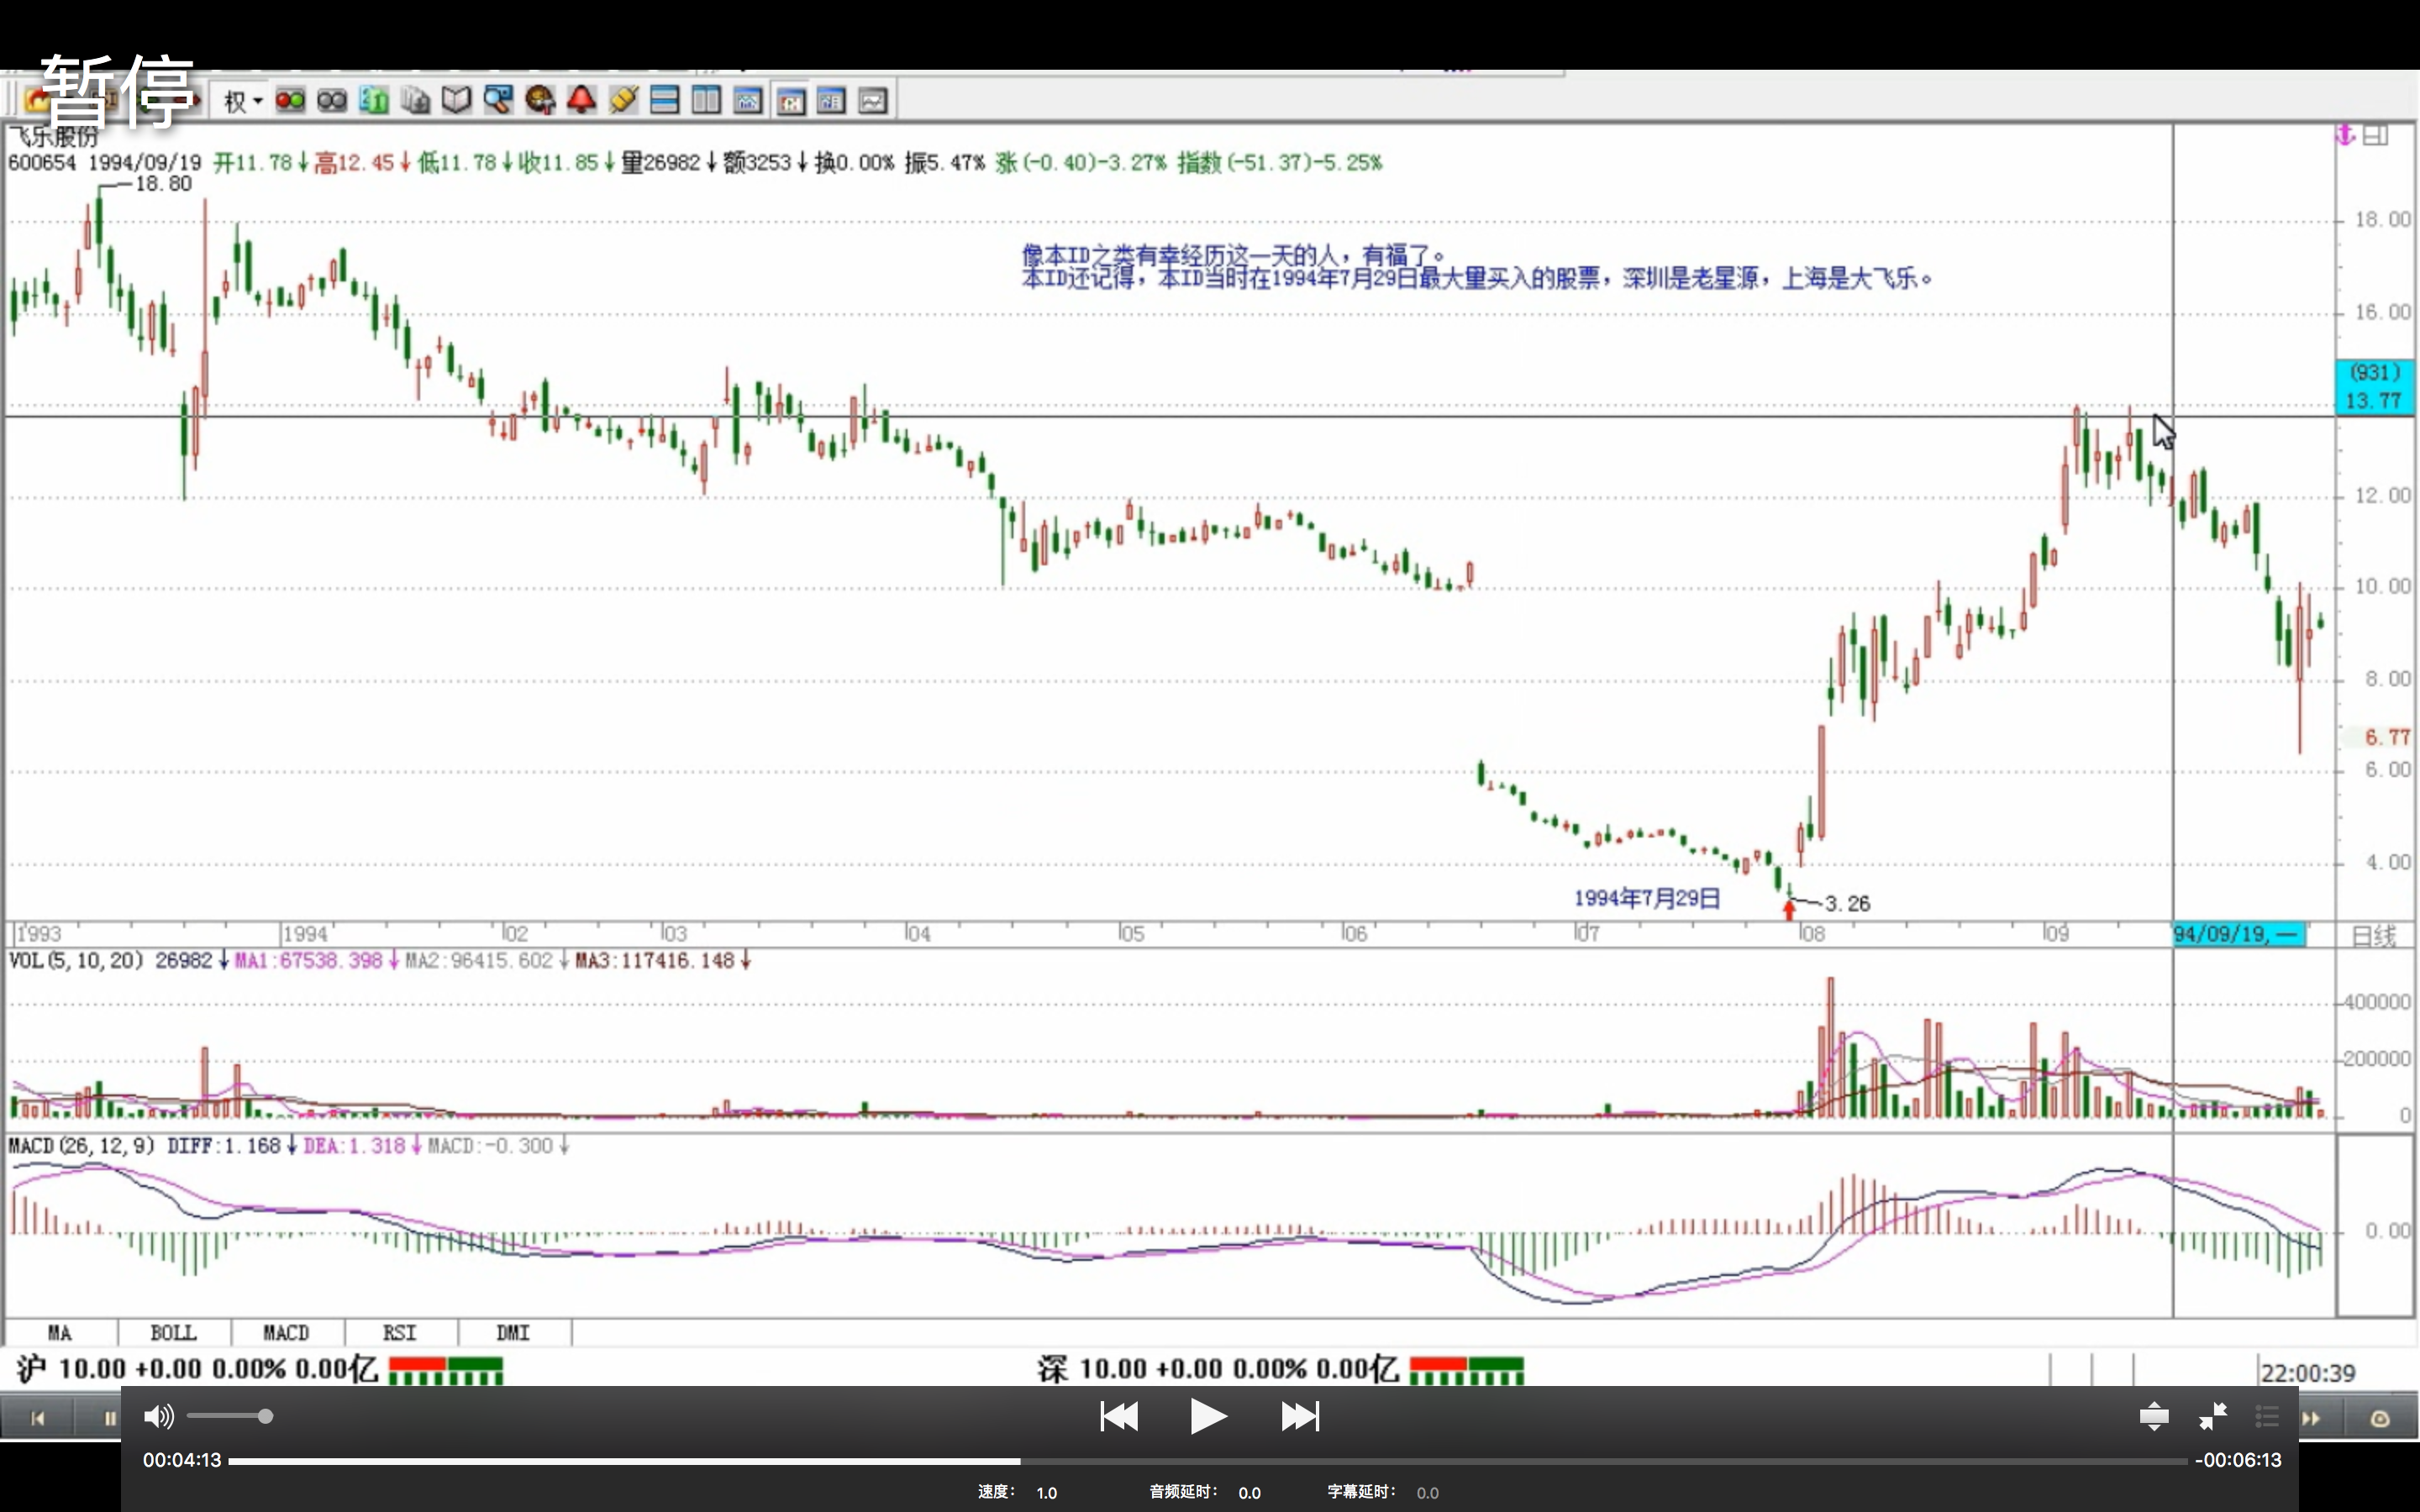 暂停
权
飞乐股份
600654 1994/09/19 开11.78↓高12.45↓低11.78↓收11.85↓量26982↓额3253↓换0.00% 振5.47% 涨(-0.40)-3.27% 指数(-51.37)-5.25%
18.80
18.00
像本ID之类有幸经历这一天的人，有福了。
本ID还记得，本ID当时在1994年7月29日最大量买入的股票，深圳是老星源，上海是大飞乐。
16.00
(931)
13.77
12.00
10.00
8.00
6.77
6.00
4.00
1994年7月29日
3.26
1993 1994 02 03 04 05 06 07 08 09 94/09/19,一 日线
VOL(5,10,20) 26982↓MA1:67538.398↓MA2:96415.602↓MA3:117416.148↓
400000
200000
0
MACD(26,12,9) DIFF:1.168↓DEA:1.318↓MACD:-0.300↓
0.00
MA BOLL MACD RSI DMI
沪 10.00 +0.00 0.00% 0.00亿 深 10.00 +0.00 0.00% 0.00亿 22:00:39
00:04:13 -00:06:13
速度： 1.0 音频延时： 0.0 字幕延时： 0.0